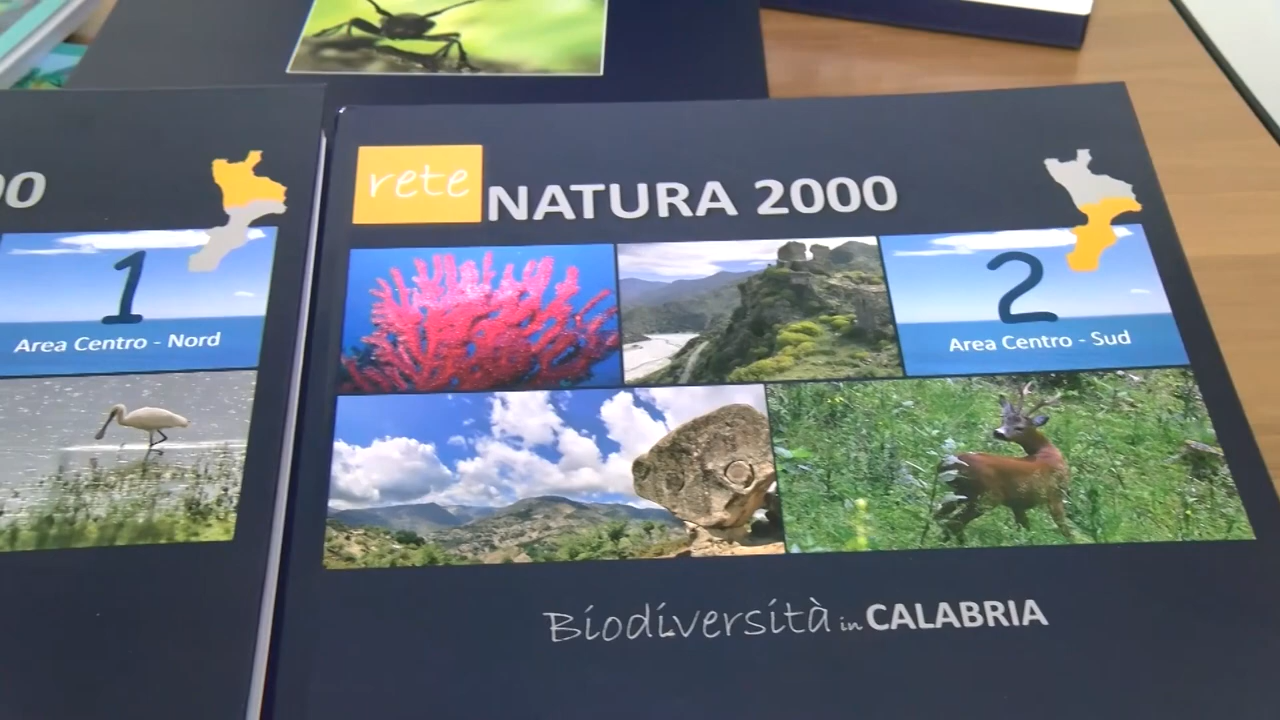 00
1
Area Centro - Nord
rete NATURA 2000
2
Area Centro - Sud
Biodiversità in CALABRIA